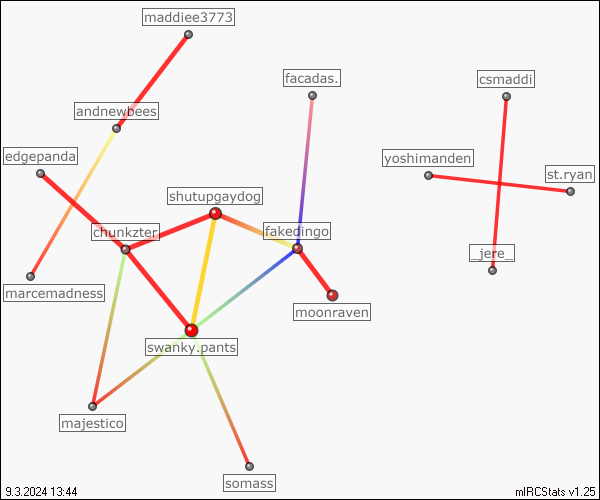 maddiee3773
facadas.
csmaddi
andnewbees
edgepanda
yoshimanden
st.ryan
shutupgaydog
chunkzter
fakedingo
_jere_
marcemadness
moonraven
swanky.pants
majestico
somass
9.3.2024 13:44
mIRCStats v1.25